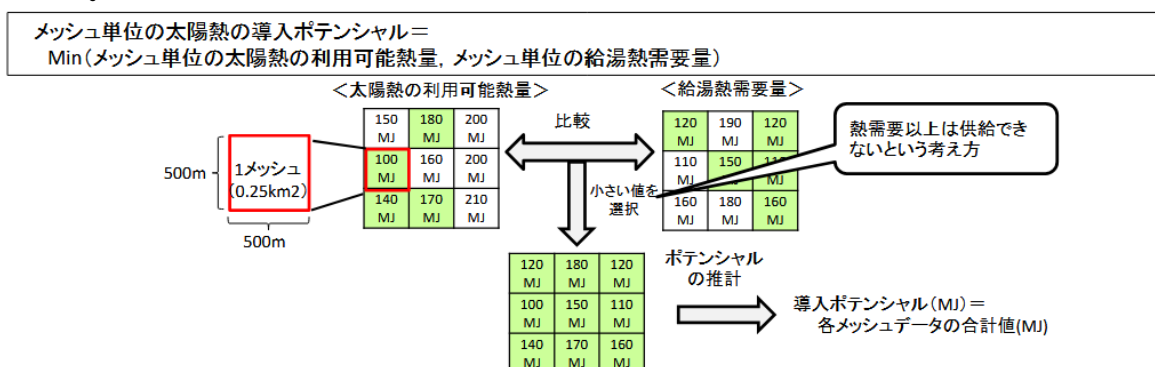 メッシュ単位の太陽熱の導入ポテンシャル＝
Min（メッシュ単位の太陽熱の利用可能熱量，メッシュ単位の給湯熱需要量）
＜太陽熱の利用可能熱量＞
＜給湯熱需要量＞
150 MJ
180 MJ
200 MJ
100 MJ
160 MJ
200 MJ
140 MJ
170 MJ
210 MJ
500m
1メッシュ
(0.25km2)
500m
比較
小さい値を
選択
120 MJ
190 MJ
120 MJ
110 MJ
150 MJ
MJ
160 MJ
180 MJ
160 MJ
熱需要以上は供給でき
ないという考え方
120 MJ
180 MJ
120 MJ
100 MJ
150 MJ
110 MJ
140 MJ
170 MJ
160 MJ
ポテンシャル
の推計
導入ポテンシャル（MJ）＝
各メッシュデータの合計値(MJ)